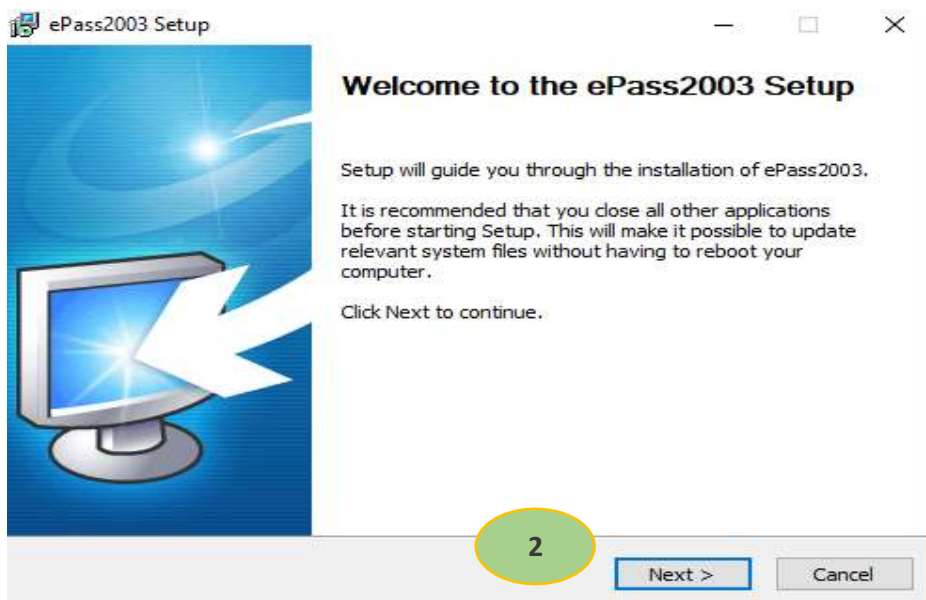 ePass2003 Setup
Welcome to the ePass2003 Setup
Setup will guide you through the installation of ePass2003.
It is recommended that you close all other applications
before starting Setup. This will make it possible to update
relevant system files without having to reboot your
computer.
Click Next to continue.
2
Next >
Cancel